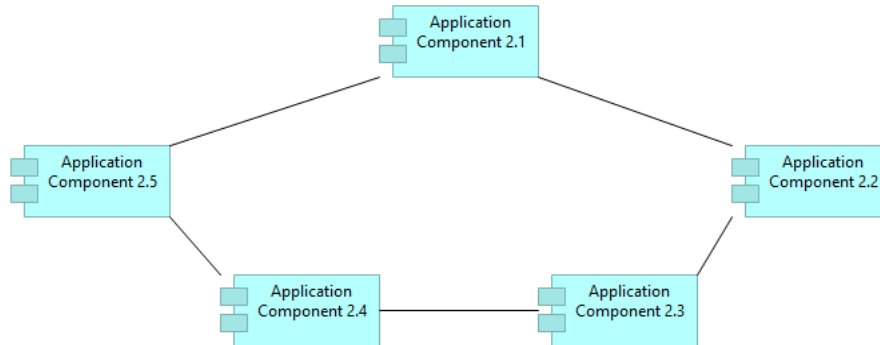 Application
Component 2.1
Application
Component 2.5
Application
Component 2.2
Application
Component 2.4
Application
Component 2.3